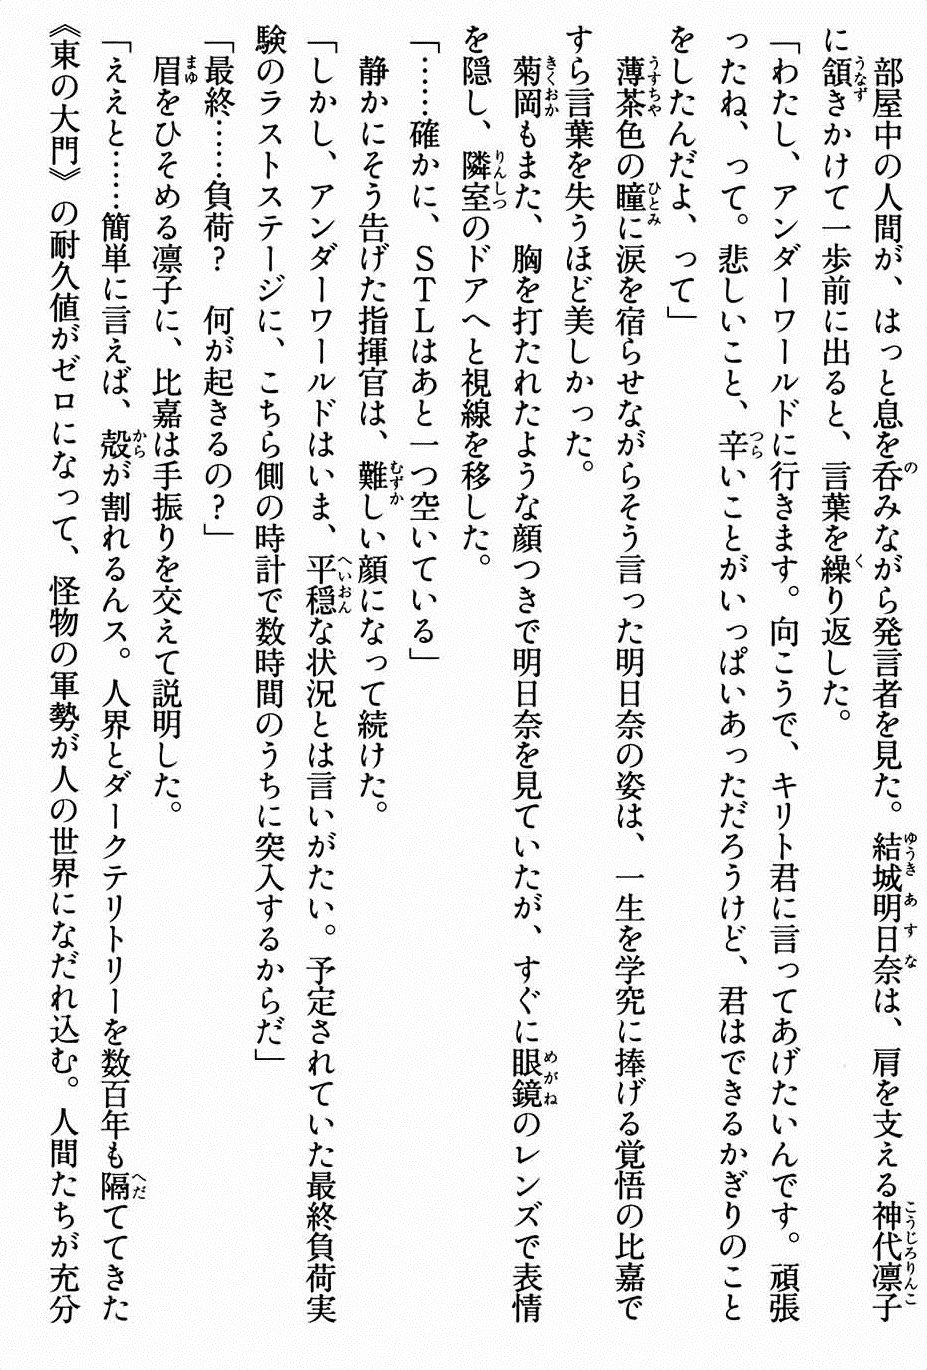 部屋中の人間が、はっと息を呑みながら発言者を見た。結城明日奈は、肩を支える神代凛子
に頷きかけて一歩前に出ると、言葉を繰り返した。
「わたし、アンダーワールドに行きます。向こうで、キリト君に言ってあげたいんです。頑張
ったね、って。悲しいこと、辛いことがいっぱいあっただろうけど、君はできるかぎりのこと
をしたんだよ、って」
薄茶色の瞳に涙を宿らせながらそう言った明日奈の姿は、一生を学究に捧げる覚悟の比嘉で
すら言葉を失うほど美しかった。
菊岡もまた、胸を打たれたような顔つきで明日奈を見ていたが、すぐに眼鏡のレンズで表情
を隠し、隣室のドアへと視線を移した。
「……確かに、ＳＴＬはあと一つ空いている」
静かにそう告げた指揮官は、難しい顔になって続けた。
「しかし、アンダーワールドはいま、平穏な状況とは言いがたい。予定されていた最終負荷実
験のラストステージに、こちら側の時計で数時間のうちに突入するからだ」
「最終……負荷？　何が起きるの？」
眉をひそめる凛子に、比嘉は手振りを交えて説明した。
「ええと……簡単に言えば、殻が割れるんス。人界とダークテリトリーを数百年も隔ててきた
《東の大門》の耐久値がゼロになって、怪物の軍勢が人の世界になだれ込む。人間たちが充分